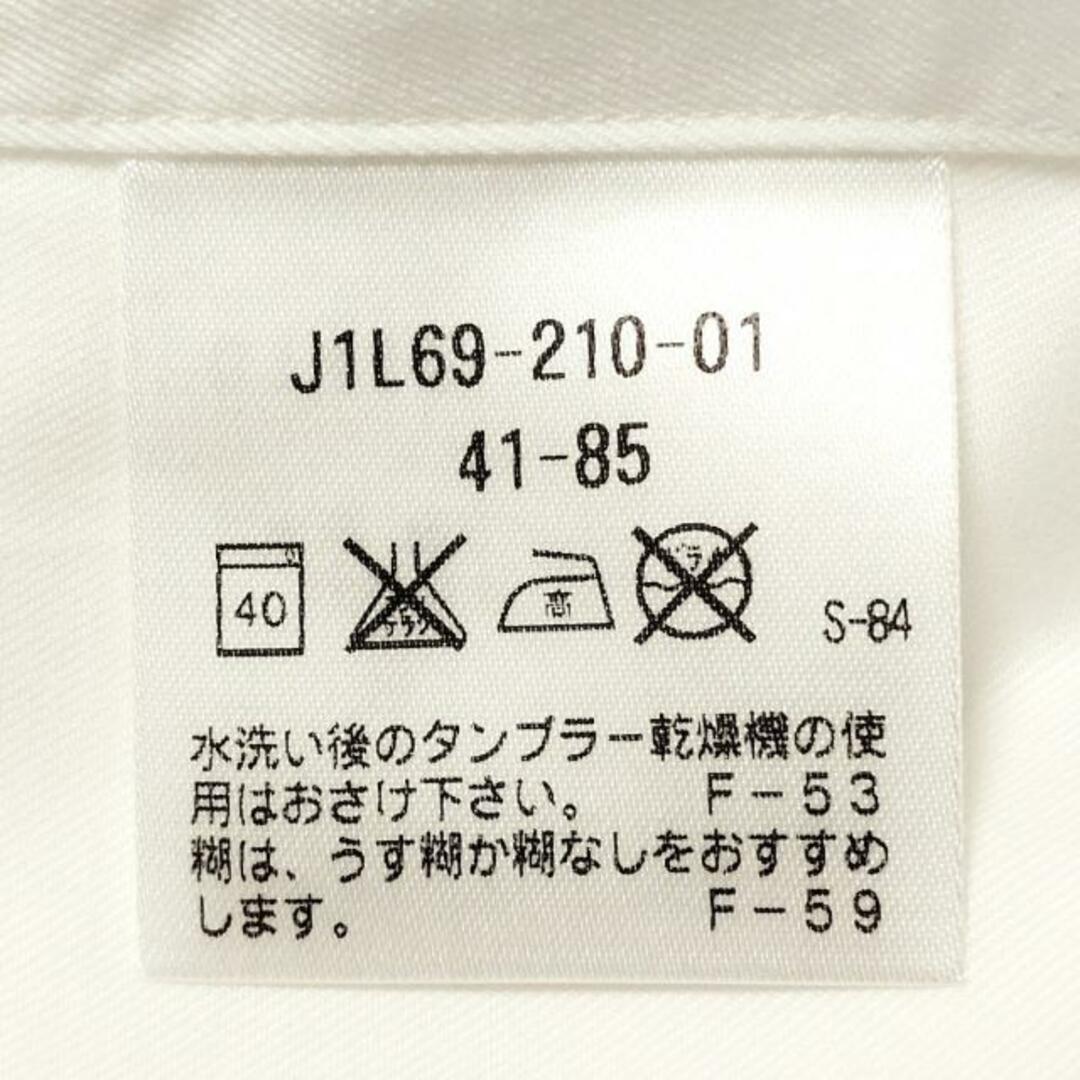 J1L69-210-01
41-85
40
高
S-84
水洗い後のタンブラー乾燥機の使
用はおさけ下さい。 F-53
糊は、うす糊か糊なしをおすすめ
します。 F-59